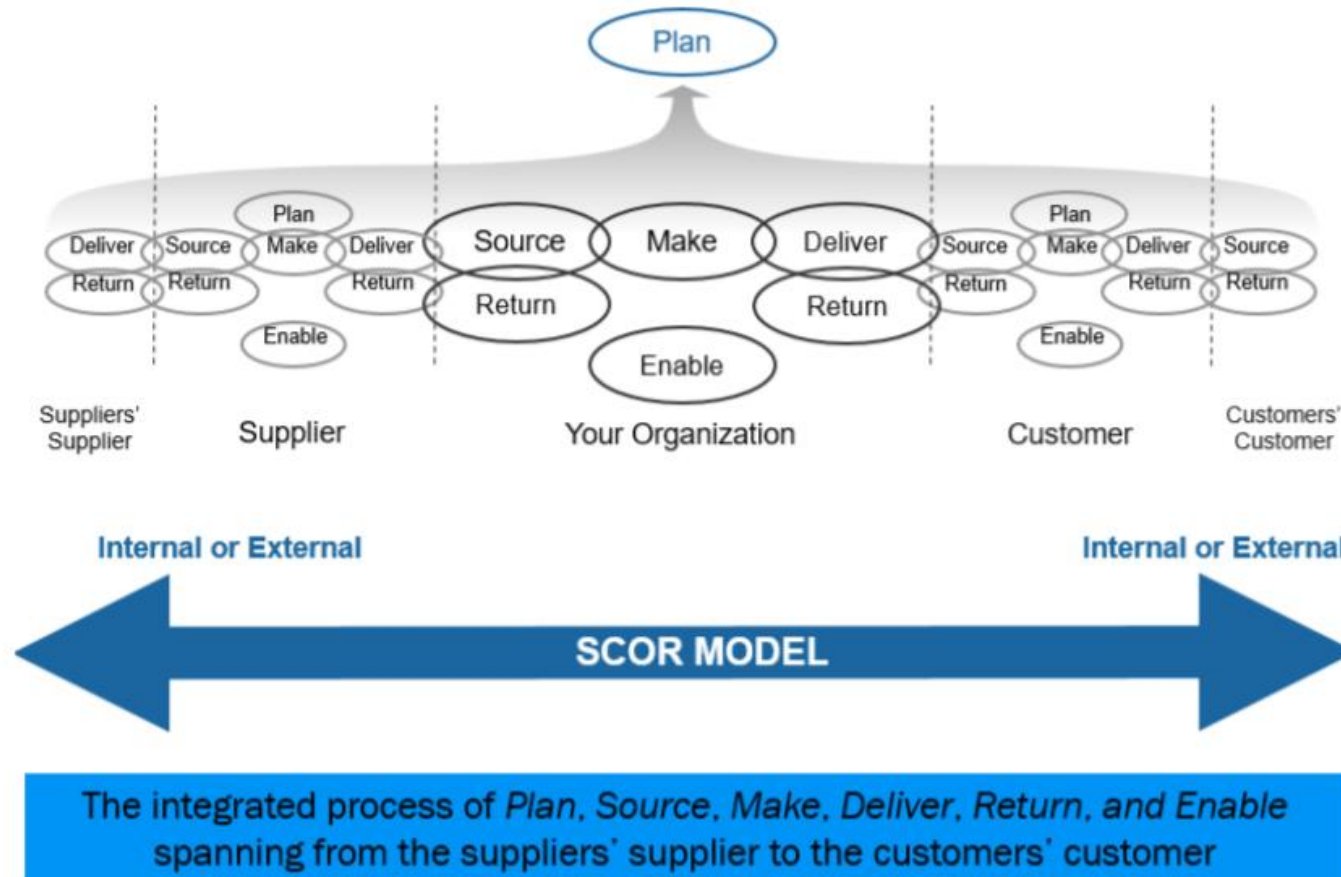 Plan
Plan
Plan
Deliver Source Make Deliver Source Make Deliver Source Make Deliver Source
Return Return Return Return Return Return Return Return
Enable Enable Enable
Suppliers'
Supplier
Supplier
Your Organization
Customer
Customers'
Customer
Internal or External
Internal or External
SCOR MODEL
The integrated process of Plan, Source, Make, Deliver, Return, and Enable
spanning from the suppliers' supplier to the customers' customer